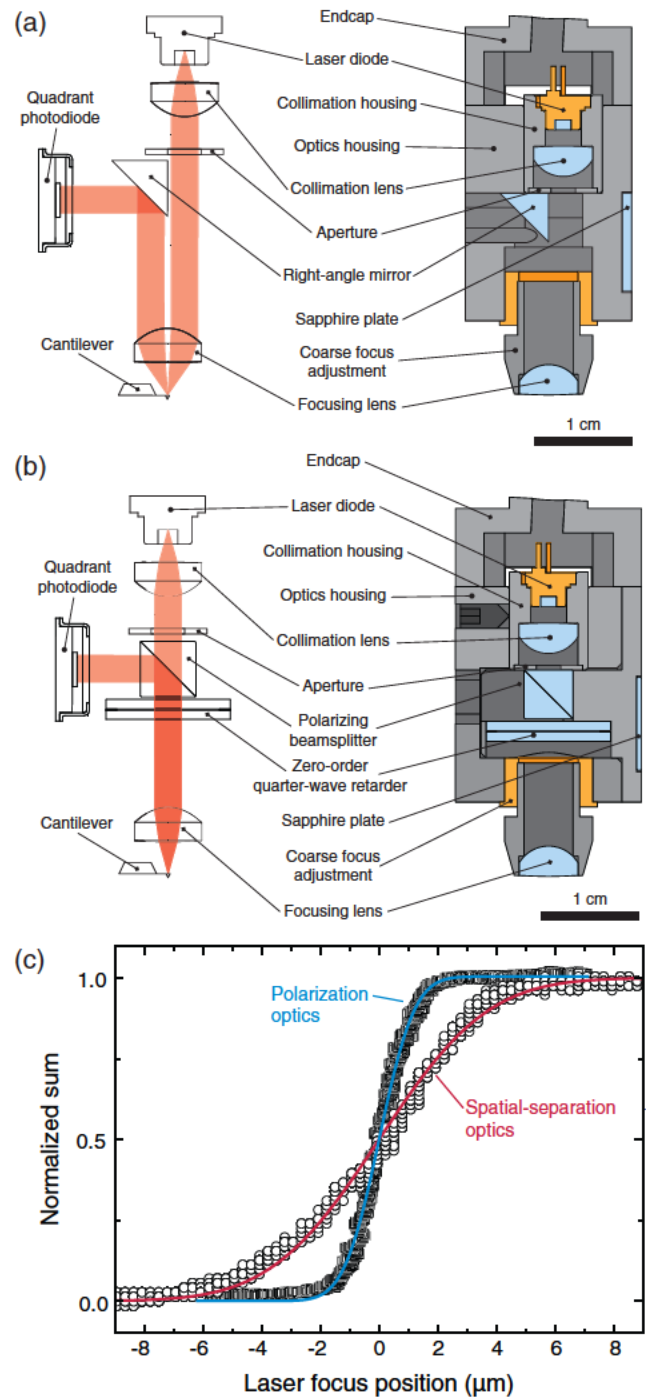 (a)
Endcap
Laser diode
Quadrant
photodiode
Collimation housing
Optics housing
Collimation lens
Aperture
Right-angle mirror
Sapphire plate
Cantilever
Coarse focus
adjustment
Focusing lens
1 cm
(b)
Endcap
Laser diode
Quadrant
photodiode
Collimation housing
Optics housing
Collimation lens
Aperture
Polarizing
beamsplitter
Zero-order
quarter-wave retarder
Sapphire plate
Cantilever
Coarse focus
adjustment
Focusing lens
1 cm
(c)
1.0
Polarization
optics
Spatial-separation
optics
0.5
Normalized sum
0.0
-8 -6 -4 -2 0 2 4 6 8
Laser focus position (μm)